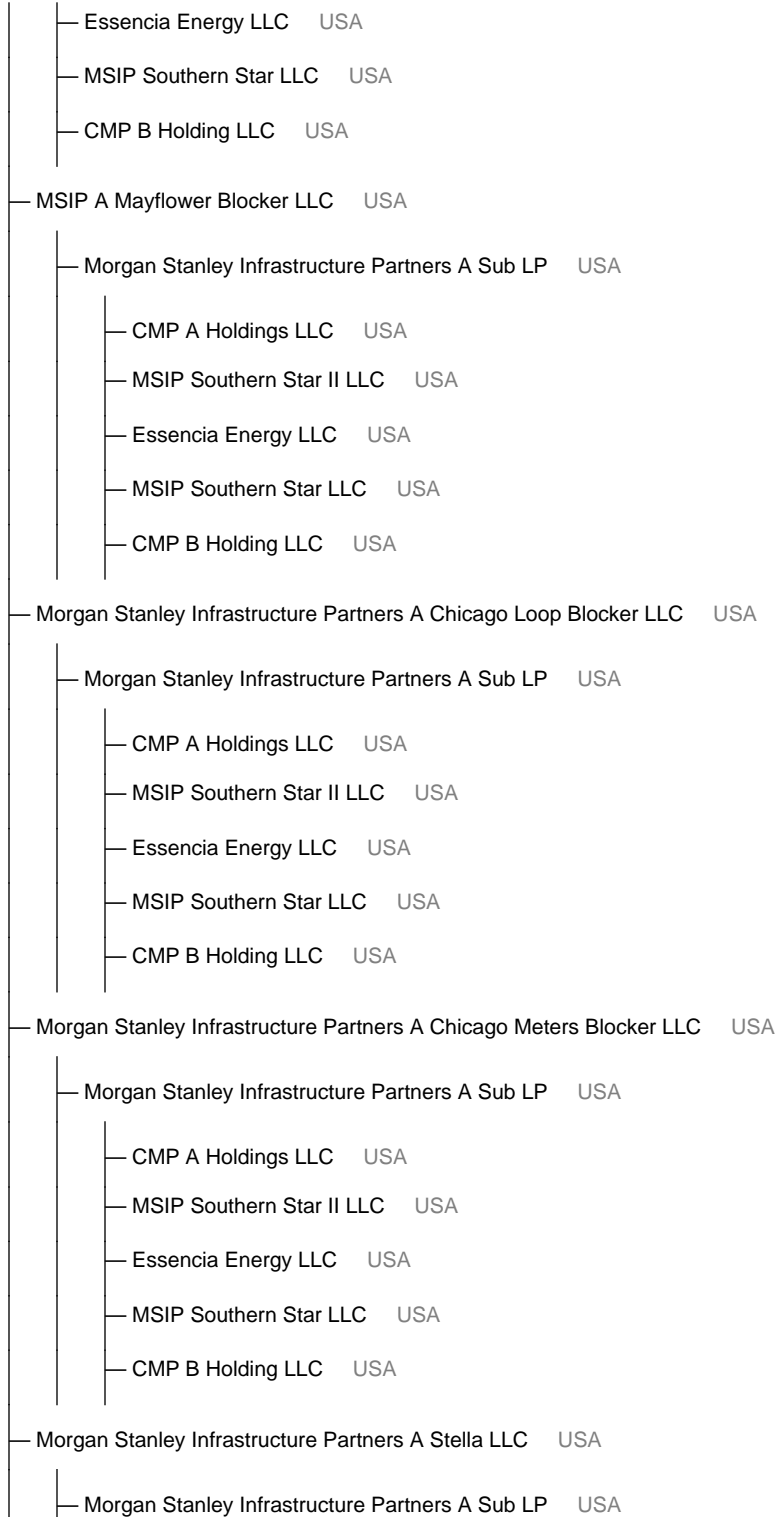 Essencia Energy LLC USA
MSIP Southern Star LLC USA
CMP B Holding LLC USA
MSIP A Mayflower Blocker LLC USA
Morgan Stanley Infrastructure Partners A Sub LP USA
CMP A Holdings LLC USA
MSIP Southern Star II LLC USA
Essencia Energy LLC USA
MSIP Southern Star LLC USA
CMP B Holding LLC USA
Morgan Stanley Infrastructure Partners A Chicago Loop Blocker LLC USA
Morgan Stanley Infrastructure Partners A Sub LP USA
CMP A Holdings LLC USA
MSIP Southern Star II LLC USA
Essencia Energy LLC USA
MSIP Southern Star LLC USA
CMP B Holding LLC USA
Morgan Stanley Infrastructure Partners A Chicago Meters Blocker LLC USA
Morgan Stanley Infrastructure Partners A Sub LP USA
CMP A Holdings LLC USA
MSIP Southern Star II LLC USA
Essencia Energy LLC USA
MSIP Southern Star LLC USA
CMP B Holding LLC USA
Morgan Stanley Infrastructure Partners A Stella LLC USA
Morgan Stanley Infrastructure Partners A Sub LP USA